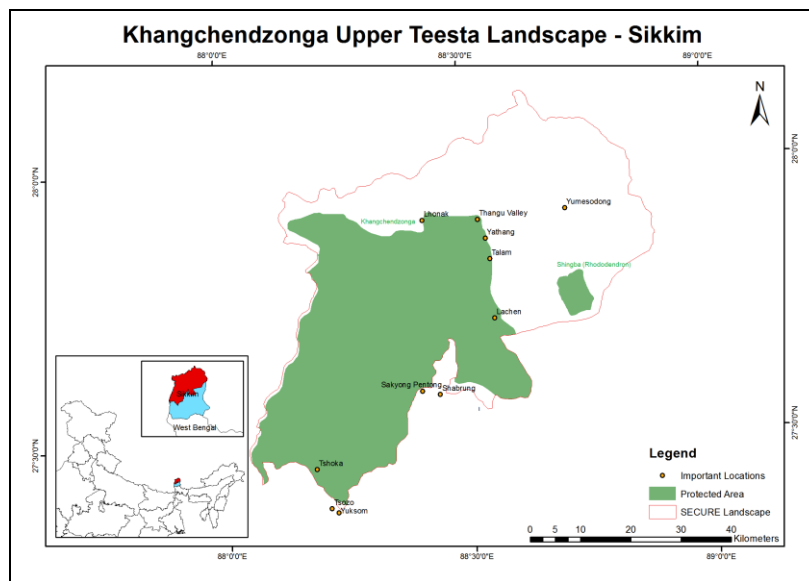 Khangchendzonga Upper Teesta Landscape - Sikkim
88°0'0"E
88°30'0"E
89°0'0"E
N
28°0'0"N
28°0'0"N
Yumesodong
Khangchendzonga
Lhonak
Thangu Valley
Yathang
Talam
Shingba (Rhododendron)
Lachen
Sakyong Pentong
Shabrung
Sikkim
West Bengal
27°30'0"N
27°30'0"N
Tshoka
Tsozo
Yuksom
Legend
Important Locations
Protected Area
SECURE Landscape
0 5 10 20 30 40
Kilometers
88°0'0"E
88°30'0"E
89°0'0"E